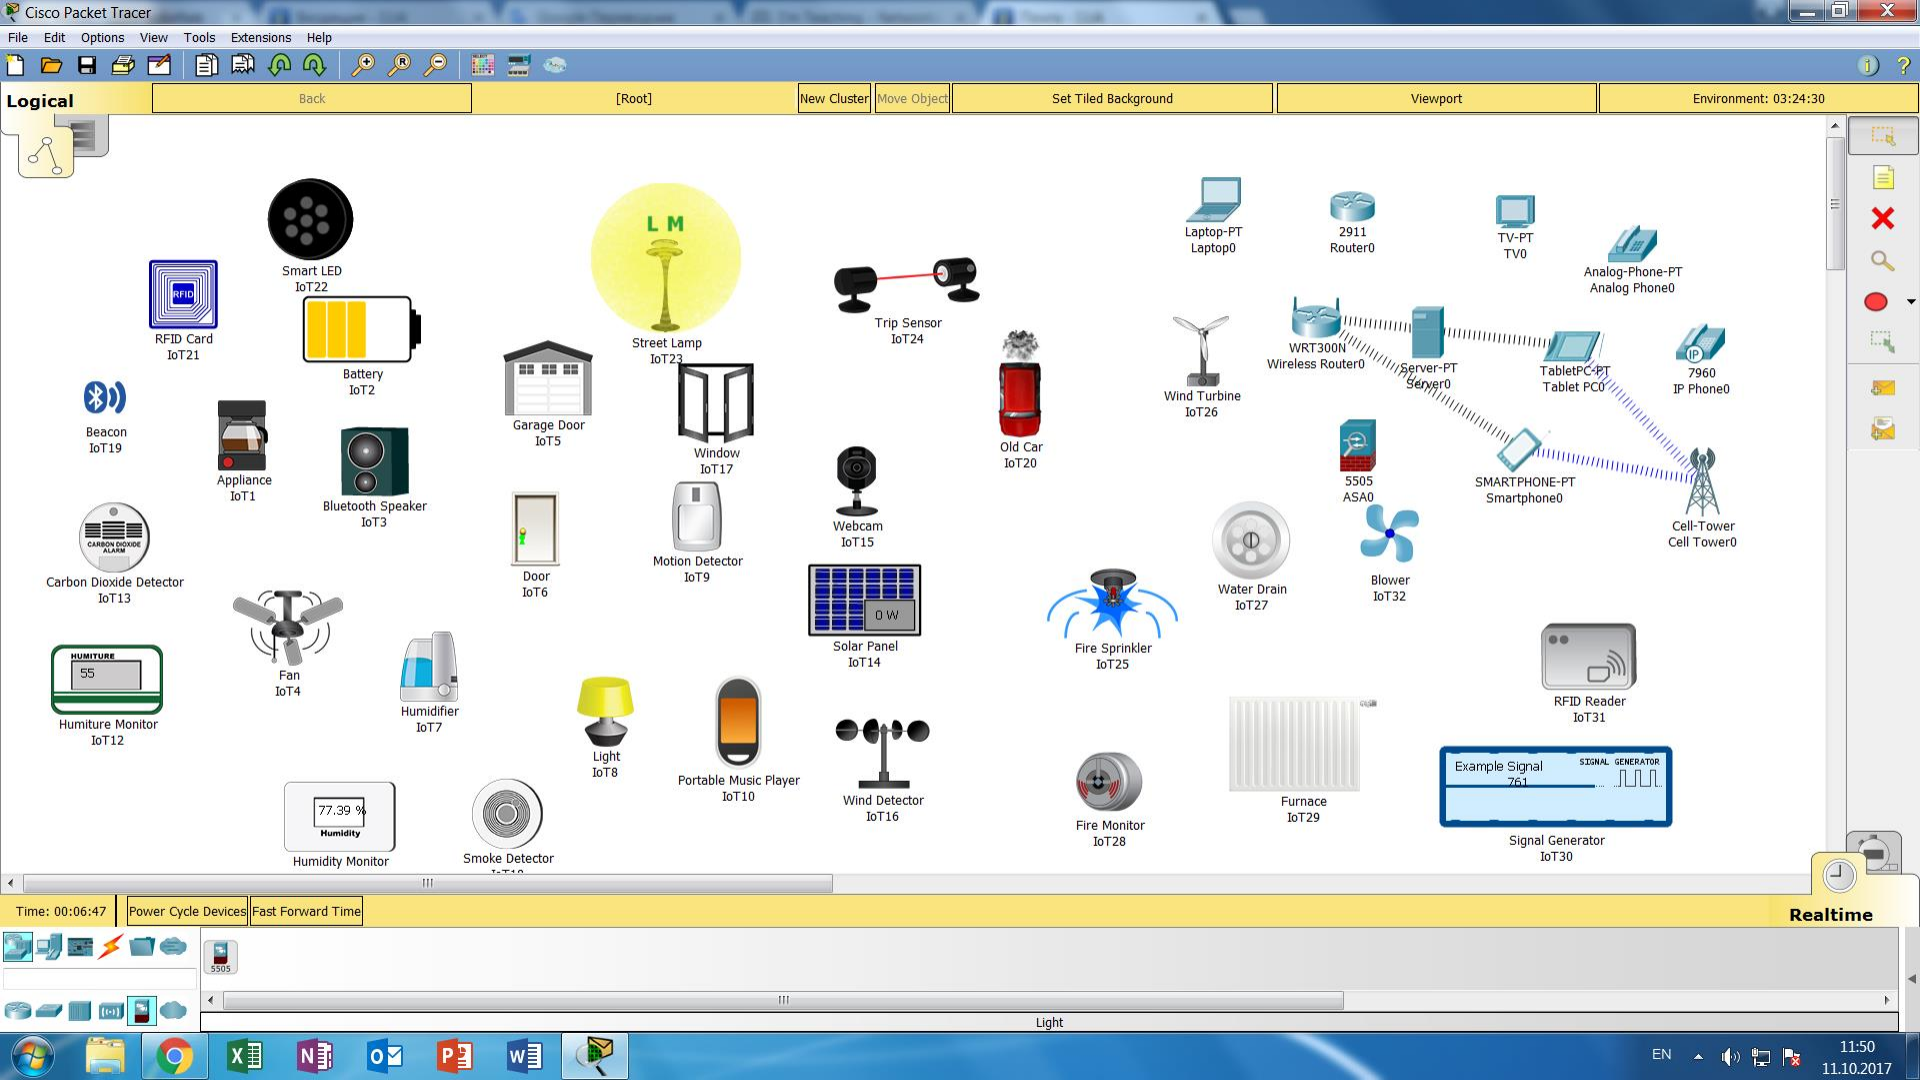 Cisco Packet Tracer
File Edit Options View Tools Extensions Help
Logical
Back
[Root]
New Cluster
Move Object
Set Tiled Background
Viewport
Environment: 03:24:30
Smart LED
IoT22
RFID
RFID Card
IoT21
Battery
IoT2
L M
Street Lamp
IoT23
Trip Sensor
IoT24
Laptop-PT
Laptop0
2911
Router0
TV-PT
TV0
Analog-Phone-PT
Analog Phone0
Beacon
IoT19
Appliance
IoT1
Bluetooth Speaker
IoT3
Garage Door
IoT5
Window
IoT17
Old Car
IoT20
Wind Turbine
IoT26
WRT300N
Wireless Router0
Server-PT
Server0
TabletPC-PT
Tablet PC0
IP
7960
IP Phone0
CARBON DIOXIDE
ALARM
Carbon Dioxide Detector
IoT13
Door
IoT6
Motion Detector
IoT9
Webcam
IoT15
5505
ASA0
SMARTPHONE-PT
Smartphone0
Cell-Tower
Cell Tower0
Fan
IoT4
0 W
Solar Panel
IoT14
Fire Sprinkler
IoT25
Water Drain
IoT27
Blower
IoT32
HUMITURE
55
Humiture Monitor
IoT12
Humidifier
IoT7
Light
IoT8
Portable Music Player
IoT10
Wind Detector
IoT16
RFID Reader
IoT31
77.39 %
Humidity
Humidity Monitor
Smoke Detector
Fire Monitor
IoT28
Furnace
IoT29
Example Signal
761
SIGNAL GENERATOR
Signal Generator
IoT30
Time: 00:06:47
Power Cycle Devices
Fast Forward Time
Realtime
5505
Light
EN
11:50
11.10.2017